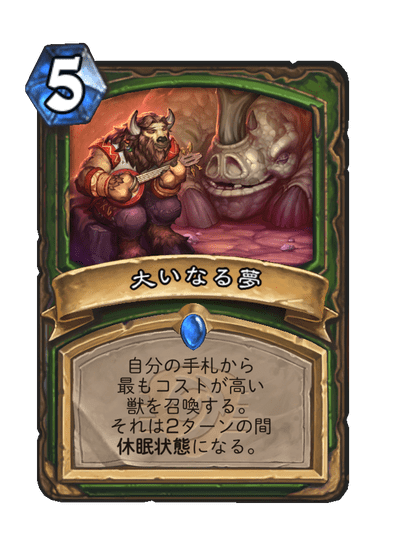 5
大いなる夢
自分の手札から
最もコストが高い
獣を召喚する。
それは2ターンの間
休眠状態になる。